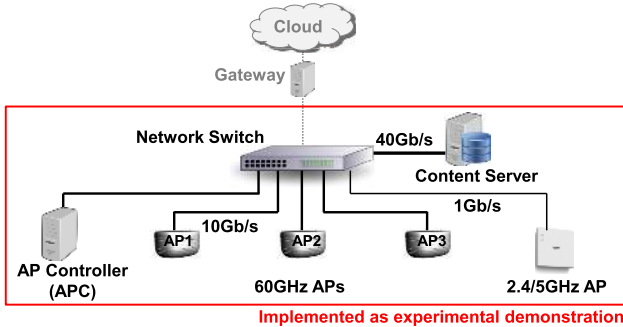 Cloud
Gateway
Network Switch
40Gb/s
Content Server
10Gb/s
1Gb/s
AP1
AP2
AP3
AP Controller
(APC)
60GHz APs
2.4/5GHz AP
Implemented as experimental demonstration